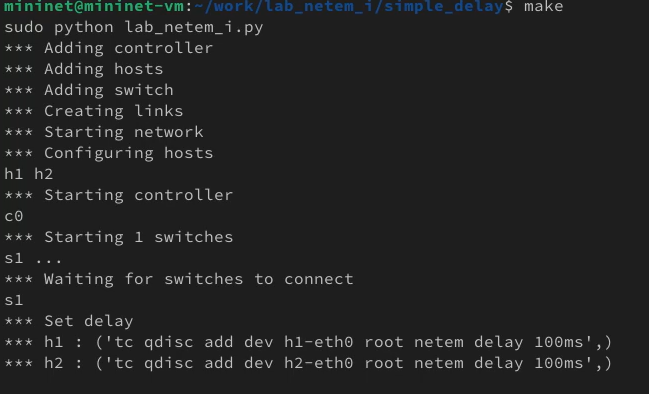 mininet@mininet-vm:~/work/lab_netem_i/simple_delay$ make
sudo python lab_netem_i.py
*** Adding controller
*** Adding hosts
*** Adding switch
*** Creating links
*** Starting network
*** Configuring hosts
h1 h2
*** Starting controller
c0
*** Starting 1 switches
s1 ...
*** Waiting for switches to connect
s1
*** Set delay
*** h1 : ('tc qdisc add dev h1-eth0 root netem delay 100ms',)
*** h2 : ('tc qdisc add dev h2-eth0 root netem delay 100ms',)